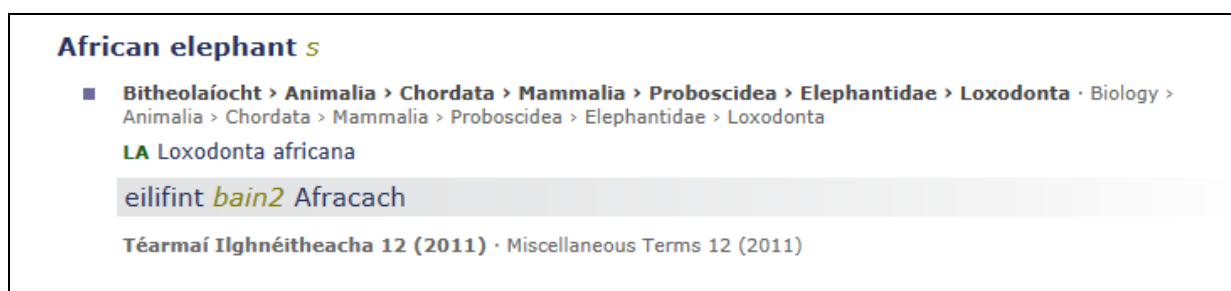 African elephant s
Bitheolaíocht › Animalia › Chordata › Mammalia › Proboscidea › Elephantidae › Loxodonta · Biology ›
Animalia › Chordata › Mammalia › Proboscidea › Elephantidae › Loxodonta
LA Loxodonta africana
eilifint bain2 Afracach
Téarmaí Ilghnéitheacha 12 (2011) · Miscellaneous Terms 12 (2011)